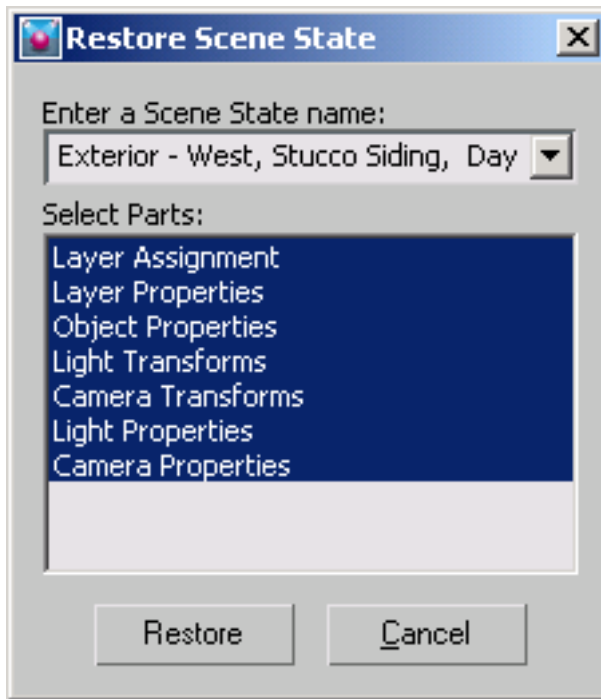 Restore Scene State
Enter a Scene State name:
Exterior - West, Stucco Siding,  Day
Select Parts:
Layer Assignment
Layer Properties
Object Properties
Light Transforms
Camera Transforms
Light Properties
Camera Properties
Restore
Cancel